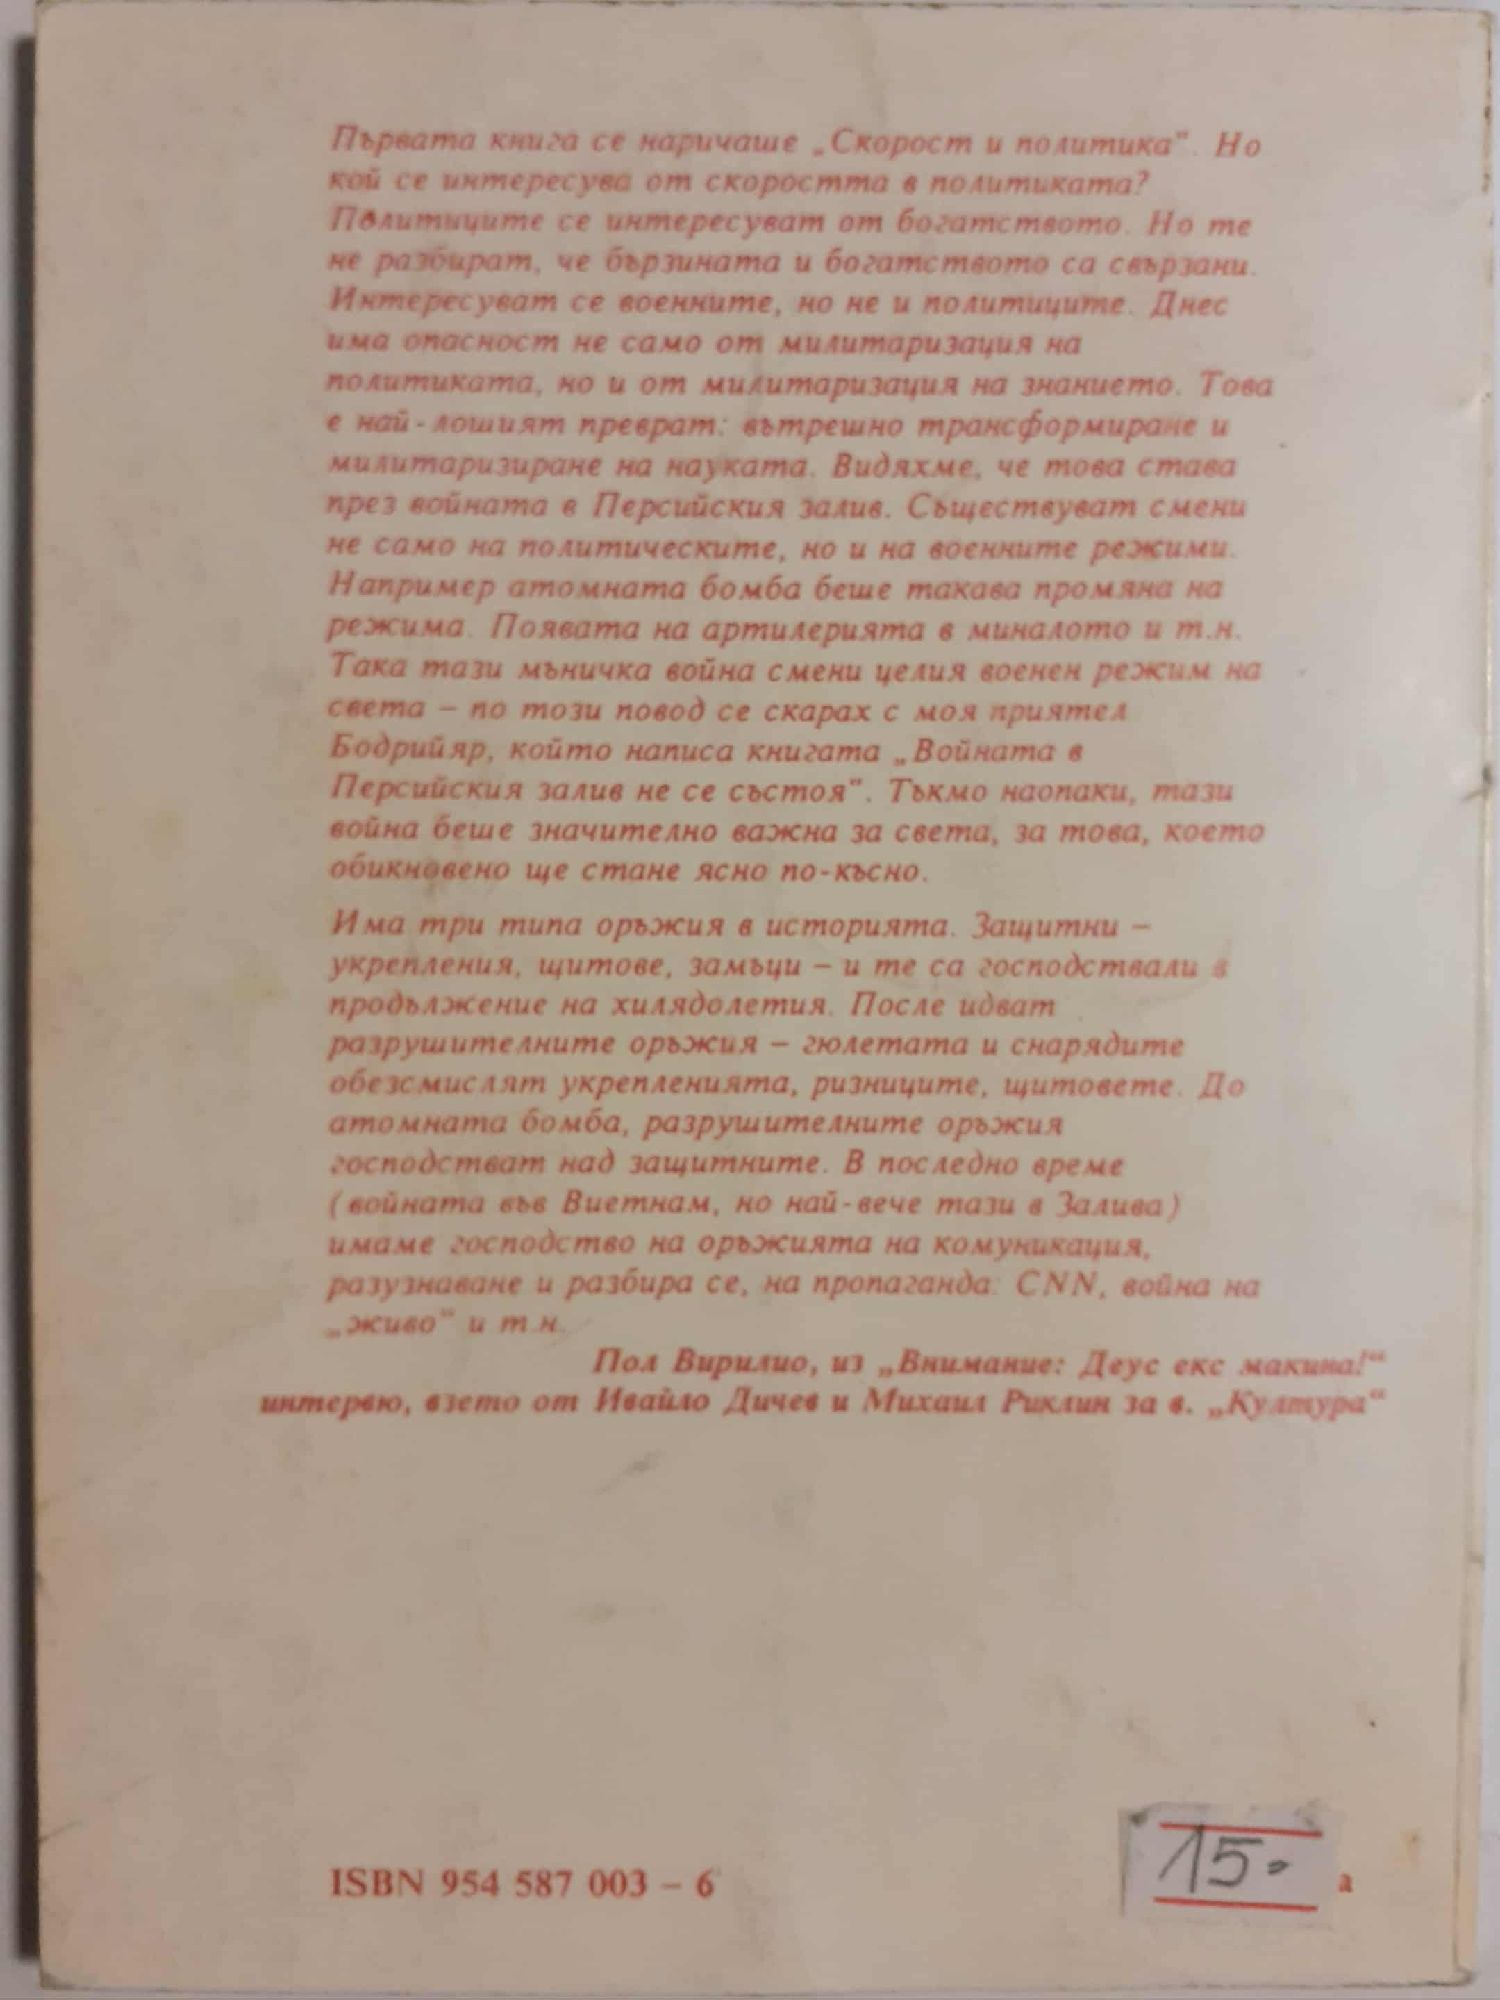 Първата книга се наричаше „Скорост и политика". Но
кой се интересува от скоростта в политиката?
Политиците се интересуват от богатството. Но те
не разбират, че бързината и богатството са свързани.
Интересуват се военните, но не и политиците. Днес
има опасност не само от милитаризация на
политиката, но и от милитаризация на знанието. Това
е най-лошият преврат: вътрешно трансформиране и
милитаризиране на науката. Видяхме, че това става
през войната в Персийския залив. Съществуват смени
не само на политическите, но и на военните режими.
Например атомната бомба беше такава промяна на
режима. Появата на артилерията в миналото и т.н.
Така тази мъничка война смени целия военен режим на
света – по този повод се скарах с моя приятел
Бодрийяр, който написа книгата „Войната в
Персийския залив не се състоя". Тъкмо наопаки, тази
война беше значително важна за света, за това, което
обикновено ще стане ясно по-късно.
Има три типа оръжия в историята. Защитни –
укрепления, щитове, замъци – и те са господствали в
продължение на хилядолетия. После идват
разрушителните оръжия – гюлетата и снарядите
обезсмислят укрепленията, ризниците, щитовете. До
атомната бомба, разрушителните оръжия
господстват над защитните. В последно време
(войната във Виетнам, но най-вече тази в Залива)
имаме господство на оръжията на комуникация,
разузнаване и разбира се, на пропаганда: CNN, война на
„живо“ и т.н.
Пол Вирилио, из „Внимание: Деус екс макина!“
интервю, взето от Ивайло Дичев и Михаил Риклин за в. „Култура“
ISBN 954 587 003 – 6
15- а